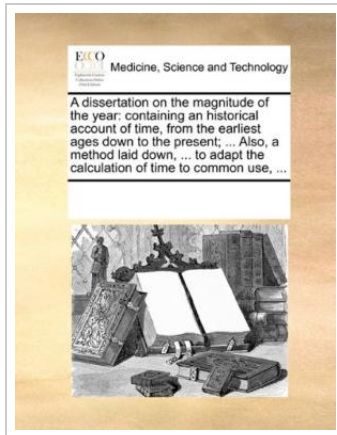 ECCO
Medicine, Science and Technology
A dissertation on the magnitude of
the year: containing an historical
account of time, from the earliest
ages down to the present; ... Also, a
method laid down, ... to adapt the
calculation of time to common use, ...